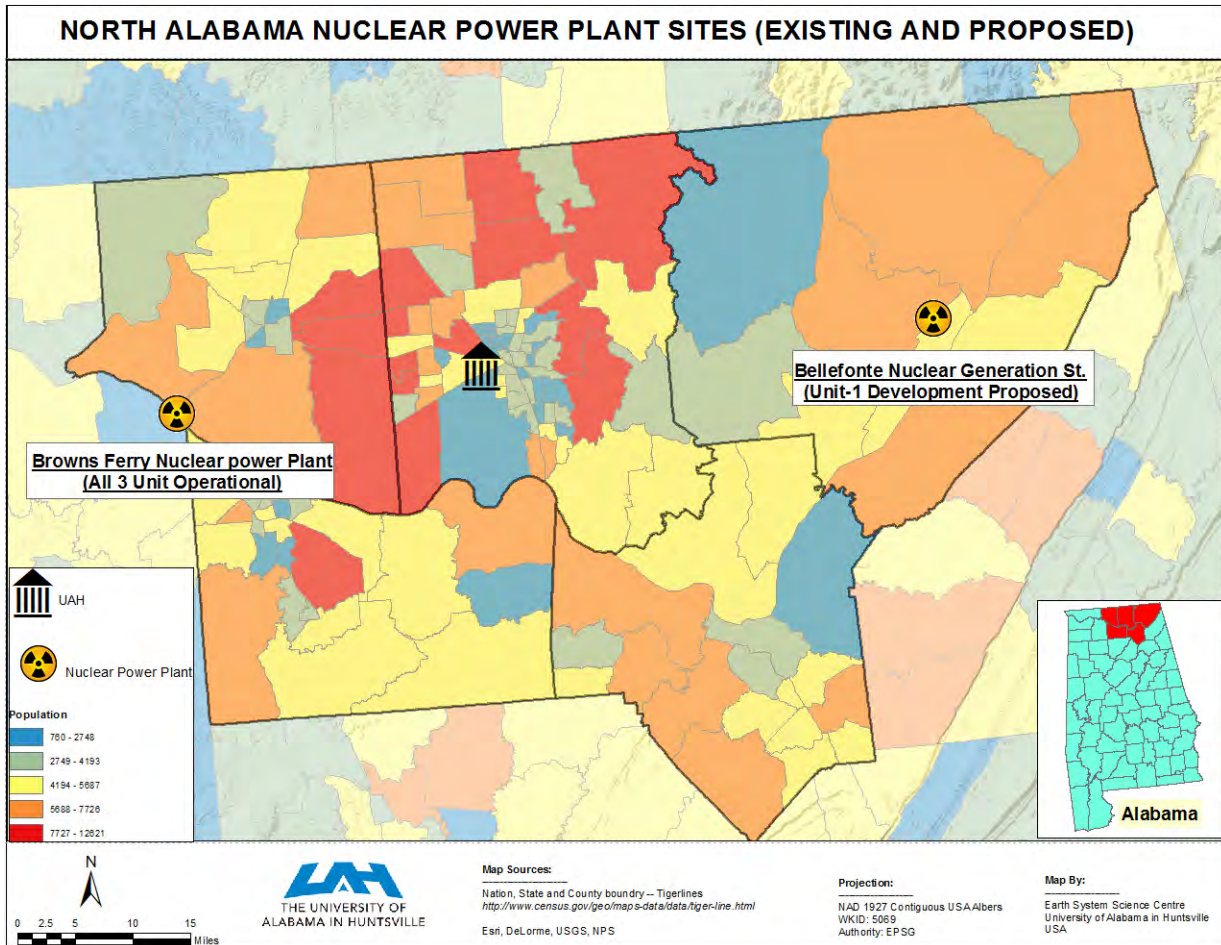 NORTH ALABAMA NUCLEAR POWER PLANT SITES (EXISTING AND PROPOSED)
Bellefonte Nuclear Generation St.
(Unit-1 Development Proposed)
Browns Ferry Nuclear power Plant
(All 3 Unit Operational)
UAH
Nuclear Power Plant
Population
760 - 2748
2749 - 4193
4194 - 5687
5688 - 7726
7727 - 12621
Alabama
N
0 2.5 5 10 15
Miles
UAH
THE UNIVERSITY OF
ALABAMA IN HUNTSVILLE
Map Sources:
Nation, State and County boundry -- Tigerlines
http://www.census.gov/geo/maps-data/data/tiger-line.html
Esri, DeLorme, USGS, NPS
Projection:
NAD 1927 Contiguous USA Albers
WKID: 5069
Authority: EPSG
Map By:
Earth System Science Centre
University of Alabama in Huntsville
USA